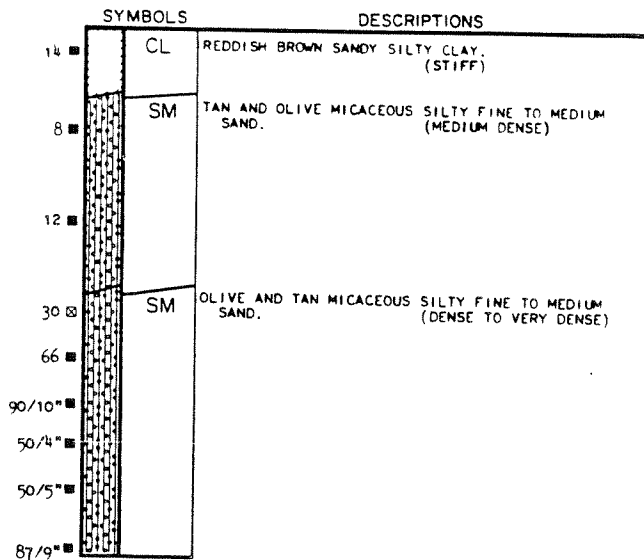 SYMBOLS DESCRIPTIONS
14 CL REDDISH BROWN SANDY SILTY CLAY.
(STIFF)
SM TAN AND OLIVE MICACEOUS SILTY FINE TO MEDIUM
8 SAND. (MEDIUM DENSE)
12
SM OLIVE AND TAN MICACEOUS SILTY FINE TO MEDIUM
30 SAND. (DENSE TO VERY DENSE)
66
90/10"
50/4"
50/5"
87/9"